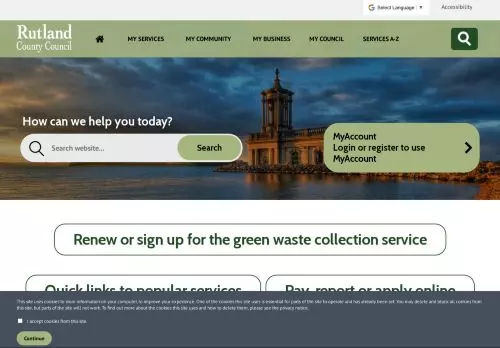 Select Language ▼
Accessibility
Rutland
County Council
MY SERVICES
MY COMMUNITY
MY BUSINESS
MY COUNCIL
SERVICES A-Z
How can we help you today?
Search website...
Search
MyAccount
Login or register to use
MyAccount
Renew or sign up for the green waste collection service
Quick links to popular services
Pay, report or apply online
This site uses cookies to store information on your computer, to improve your experience. One of the cookies this site uses is essential for parts of the site to operate and has already been set. You may delete and block all cookies from
this site, but parts of the site will not work. To find out more about the cookies this site uses and how to delete them, please see the privacy notice.
I accept cookies from this site.
Continue